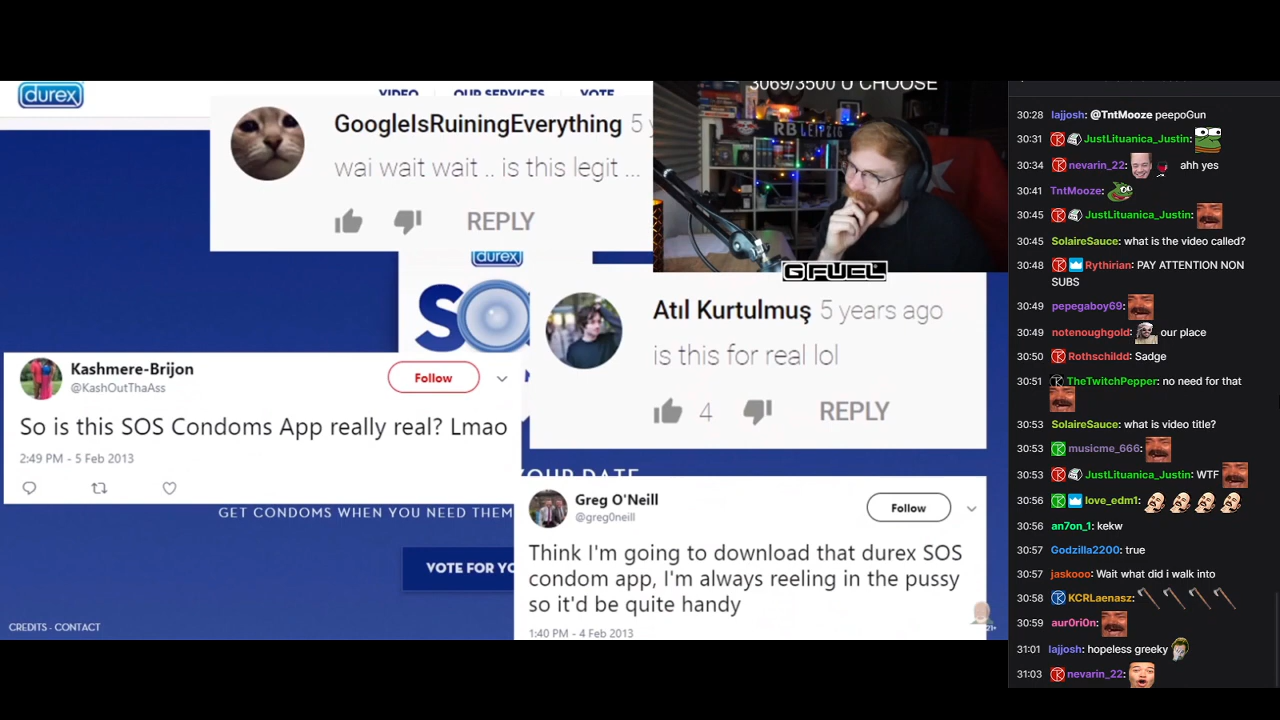 durex
VIDEO
OUR SERVICES
VOTE
GoogleIsRuiningEverything 5 y
wai wait wait .. is this legit ...
REPLY
3069/3500 U CHOOSE
RB LEIPZIG
G FUEL
durex
SO
Atıl Kurtulmuş 5 years ago
is this for real lol
4
REPLY
Kashmere-Brijon
@KashOutThaAss
Follow
So is this SOS Condoms App really real? Lmao
2:49 PM - 5 Feb 2013
YOUR DATE
GET CONDOMS WHEN YOU NEED THEM
VOTE FOR YO
Greg O'Neill
@greg0neill
Follow
Think I'm going to download that durex SOS
condom app, I'm always reeling in the pussy
so it'd be quite handy
1:40 PM - 4 Feb 2013
CREDITS - CONTACT
21+
30:28 lajjosh: @TntMooze peepoGun
30:31 JustLituanica_Justin:
30:34 nevarin_22: ahh yes
30:41 TntMooze:
30:45 JustLituanica_Justin:
30:45 SolaireSauce: what is the video called?
30:48 Rythirian: PAY ATTENTION NON
SUBS
30:49 pepegaboy69:
30:49 notenoughgold: our place
30:50 Rothschildd: Sadge
30:51 TheTwitchPepper: no need for that
30:53 SolaireSauce: what is video title?
30:53 musicme_666:
30:53 JustLituanica_Justin: WTF
30:56 love_edm1:
30:56 an7on_1: kekw
30:57 Godzilla2200: true
30:57 jaskooo: Wait what did i walk into
30:58 KCRLaenasz:
30:59 aur0ri0n:
31:01 lajjosh: hopeless greeky
31:03 nevarin_22: